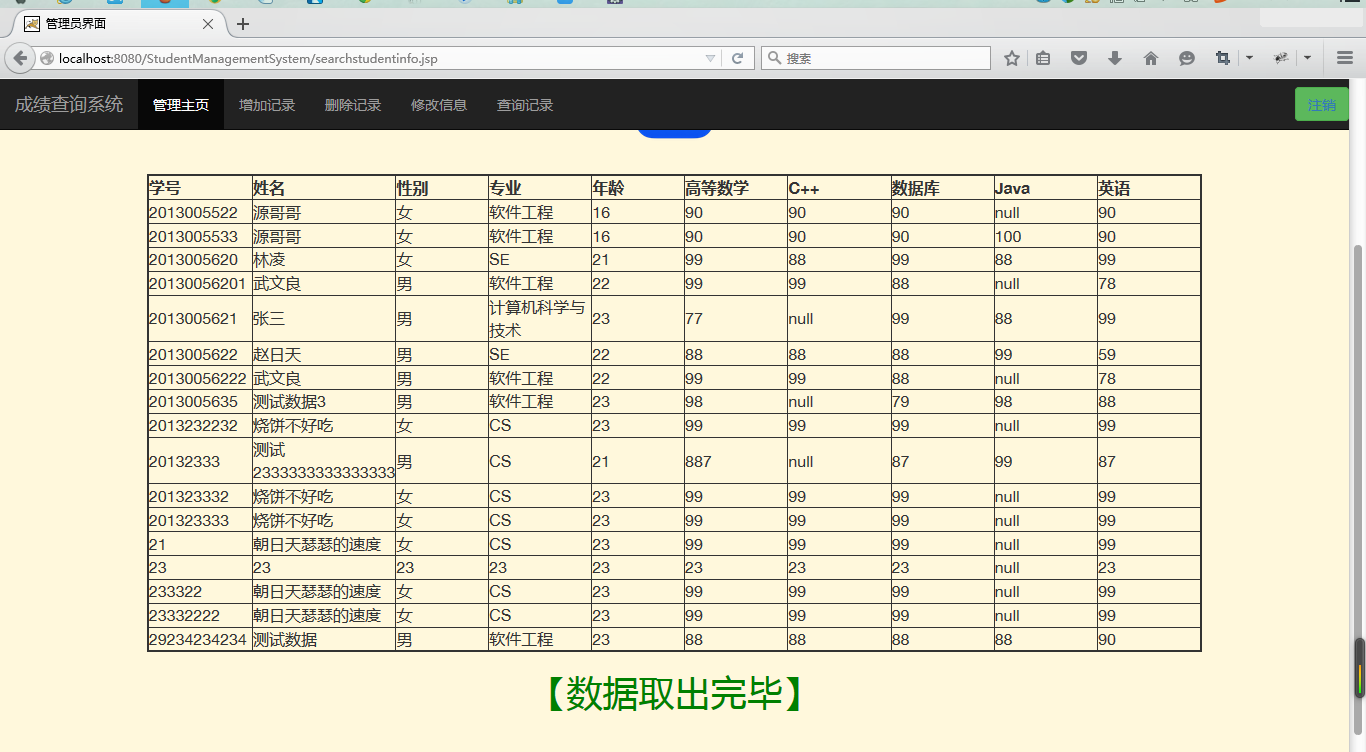 管理员界面
localhost:8080/StudentManagementSystem/searchstudentinfo.jsp
搜索
成绩查询系统 管理主页 增加记录 删除记录 修改信息 查询记录 注销
学号 姓名 性别 专业 年龄 高等数学 C++ 数据库 Java 英语
2013005522 源哥哥 女 软件工程 16 90 90 90 null 90
2013005533 源哥哥 女 软件工程 16 90 90 90 100 90
2013005620 林凌 女 SE 21 99 88 99 88 99
20130056201 武文良 男 软件工程 22 99 99 88 null 78
2013005621 张三 男 计算机科学与
技术 23 77 null 99 88 99
2013005622 赵日天 男 SE 22 88 88 88 99 59
20130056222 武文良 男 软件工程 22 99 99 88 null 78
2013005635 测试数据3 男 软件工程 23 98 null 79 98 88
2013232232 烧饼不好吃 女 CS 23 99 99 99 null 99
20132333 测试
2333333333333333 男 CS 21 887 null 87 99 87
201323332 烧饼不好吃 女 CS 23 99 99 99 null 99
201323333 烧饼不好吃 女 CS 23 99 99 99 null 99
21 朝日天瑟瑟的速度 女 CS 23 99 99 99 null 99
23 23 23 23 23 23 23 23 null 23
233322 朝日天瑟瑟的速度 女 CS 23 99 99 99 null 99
23332222 朝日天瑟瑟的速度 女 CS 23 99 99 99 null 99
29234234234 测试数据 男 软件工程 23 88 88 88 88 90
【数据取出完毕】